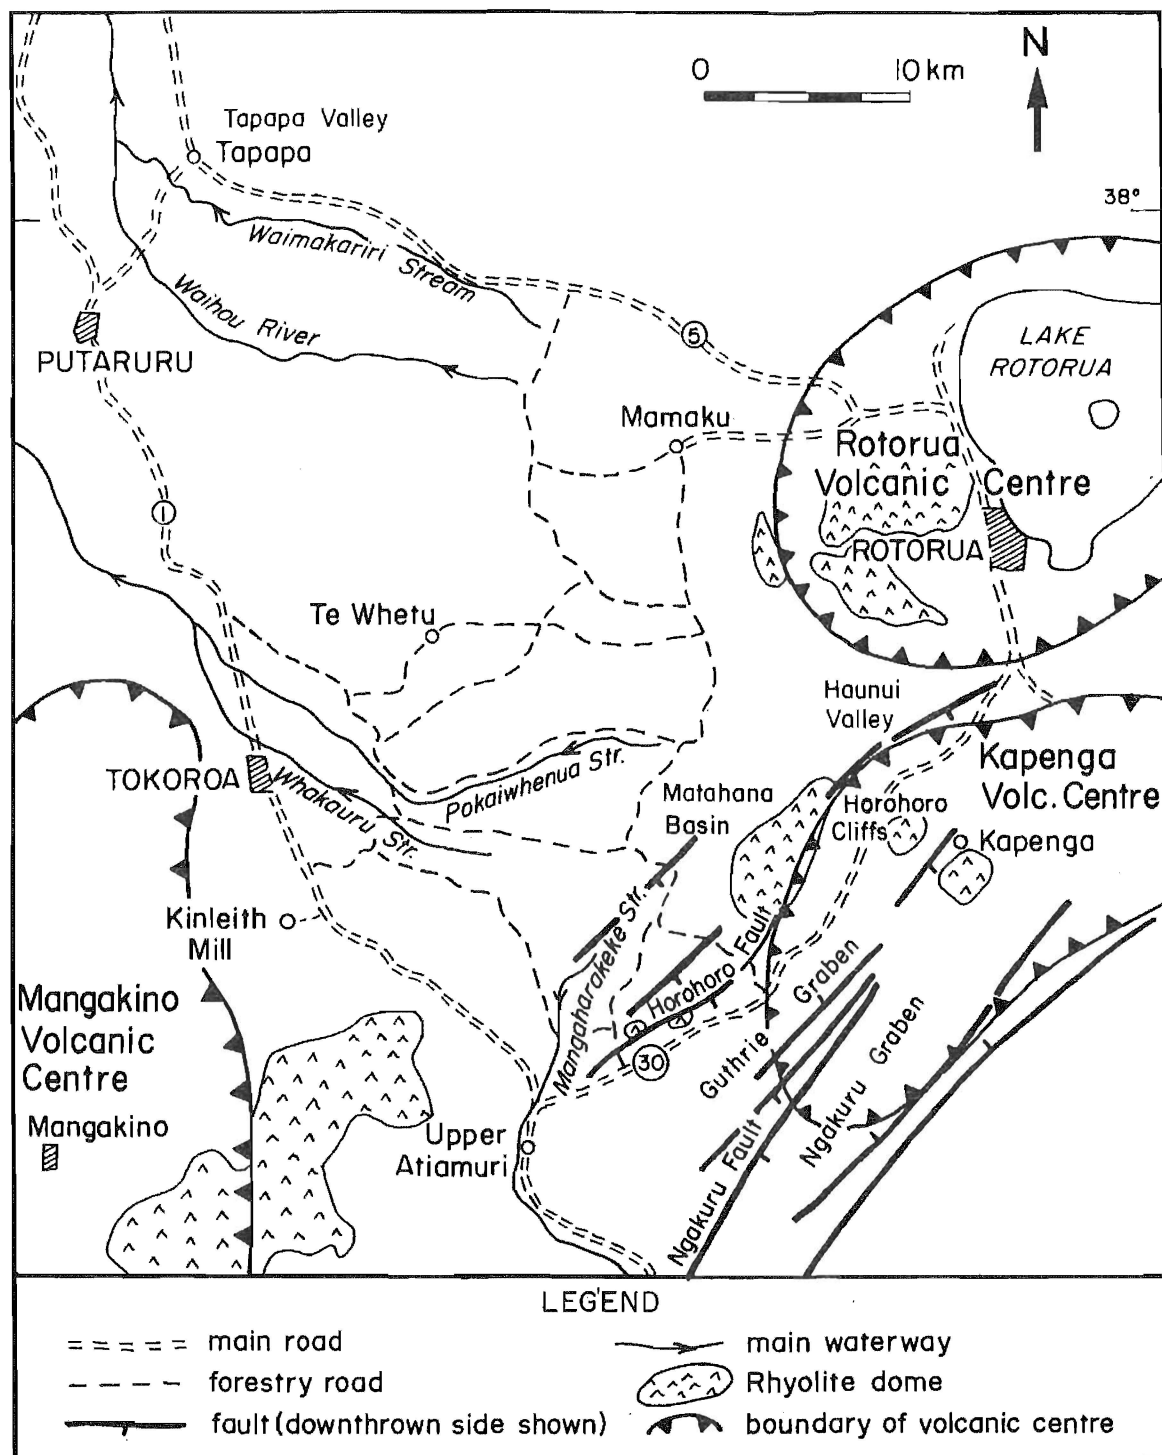 N
0 10 km
Tapapa Valley
Tapapa
38°
Waimakariri Stream
Waihou River
5
LAKE
ROTORUA
PUTARURU
Mamaku
Rotorua
Volcanic Centre
1
ROTORUA
Te Whetu
Haunui
Valley
TOKOROA
Whakauru Str.
Pokaiwhenua Str.
Matahana
Basin
Horohoro
Cliffs
Kapenga
Volc. Centre
Kapenga
Kinleith
Mill
Mangaharakeke Str.
Horohoro Fault
Mangakino
Volcanic
Centre
30
Guthrie Graben
Ngakuru Graben
Mangakino
Upper
Atiamuri
Ngakuru Fault
LEGEND
main road
main waterway
forestry road
Rhyolite dome
fault (downthrown side shown)
boundary of volcanic centre